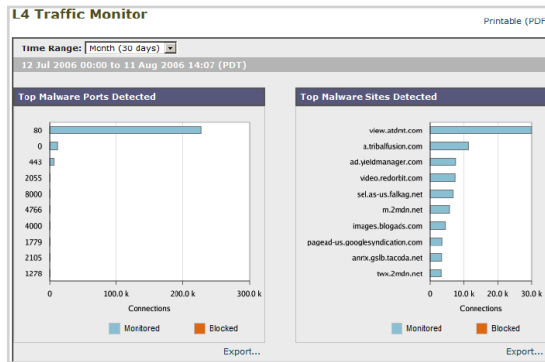 L4 Traffic Monitor
Printable (PDF
Time Range: Month (30 days)
12 Jul 2006 00:00 to 11 Aug 2006 14:07 (PDT)
Top Malware Ports Detected
80
0
443
2055
8000
4766
4000
1779
2105
1278
0 100.0 k 200.0 k 300.0 k
Connections
Monitored Blocked
Export...
Top Malware Sites Detected
view.atdmt.com
a.tribalfusion.com
ad.yieldmanager.com
video.redorbit.com
sel.as-us.falkag.net
m.2mdn.net
images.blogads.com
pagead-us.googlesyndication.com
anrx.gslb.tacoda.net
twx.2mdn.net
0 10.0 k 20.0 k 30.0 k
Connections
Monitored Blocked
Export...